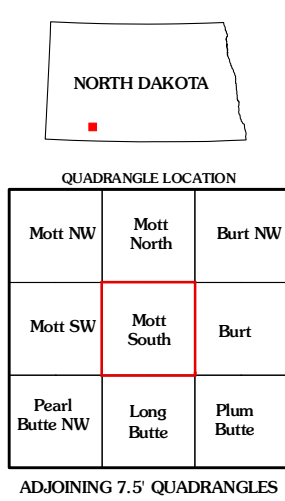 NORTH DAKOTA
QUADRANGLE LOCATION
Mott NW
Mott
North
Burt NW
Mott SW
Mott
South
Burt
Pearl
Butte NW
Long
Butte
Plum
Butte
ADJOINING 7.5' QUADRANGLES